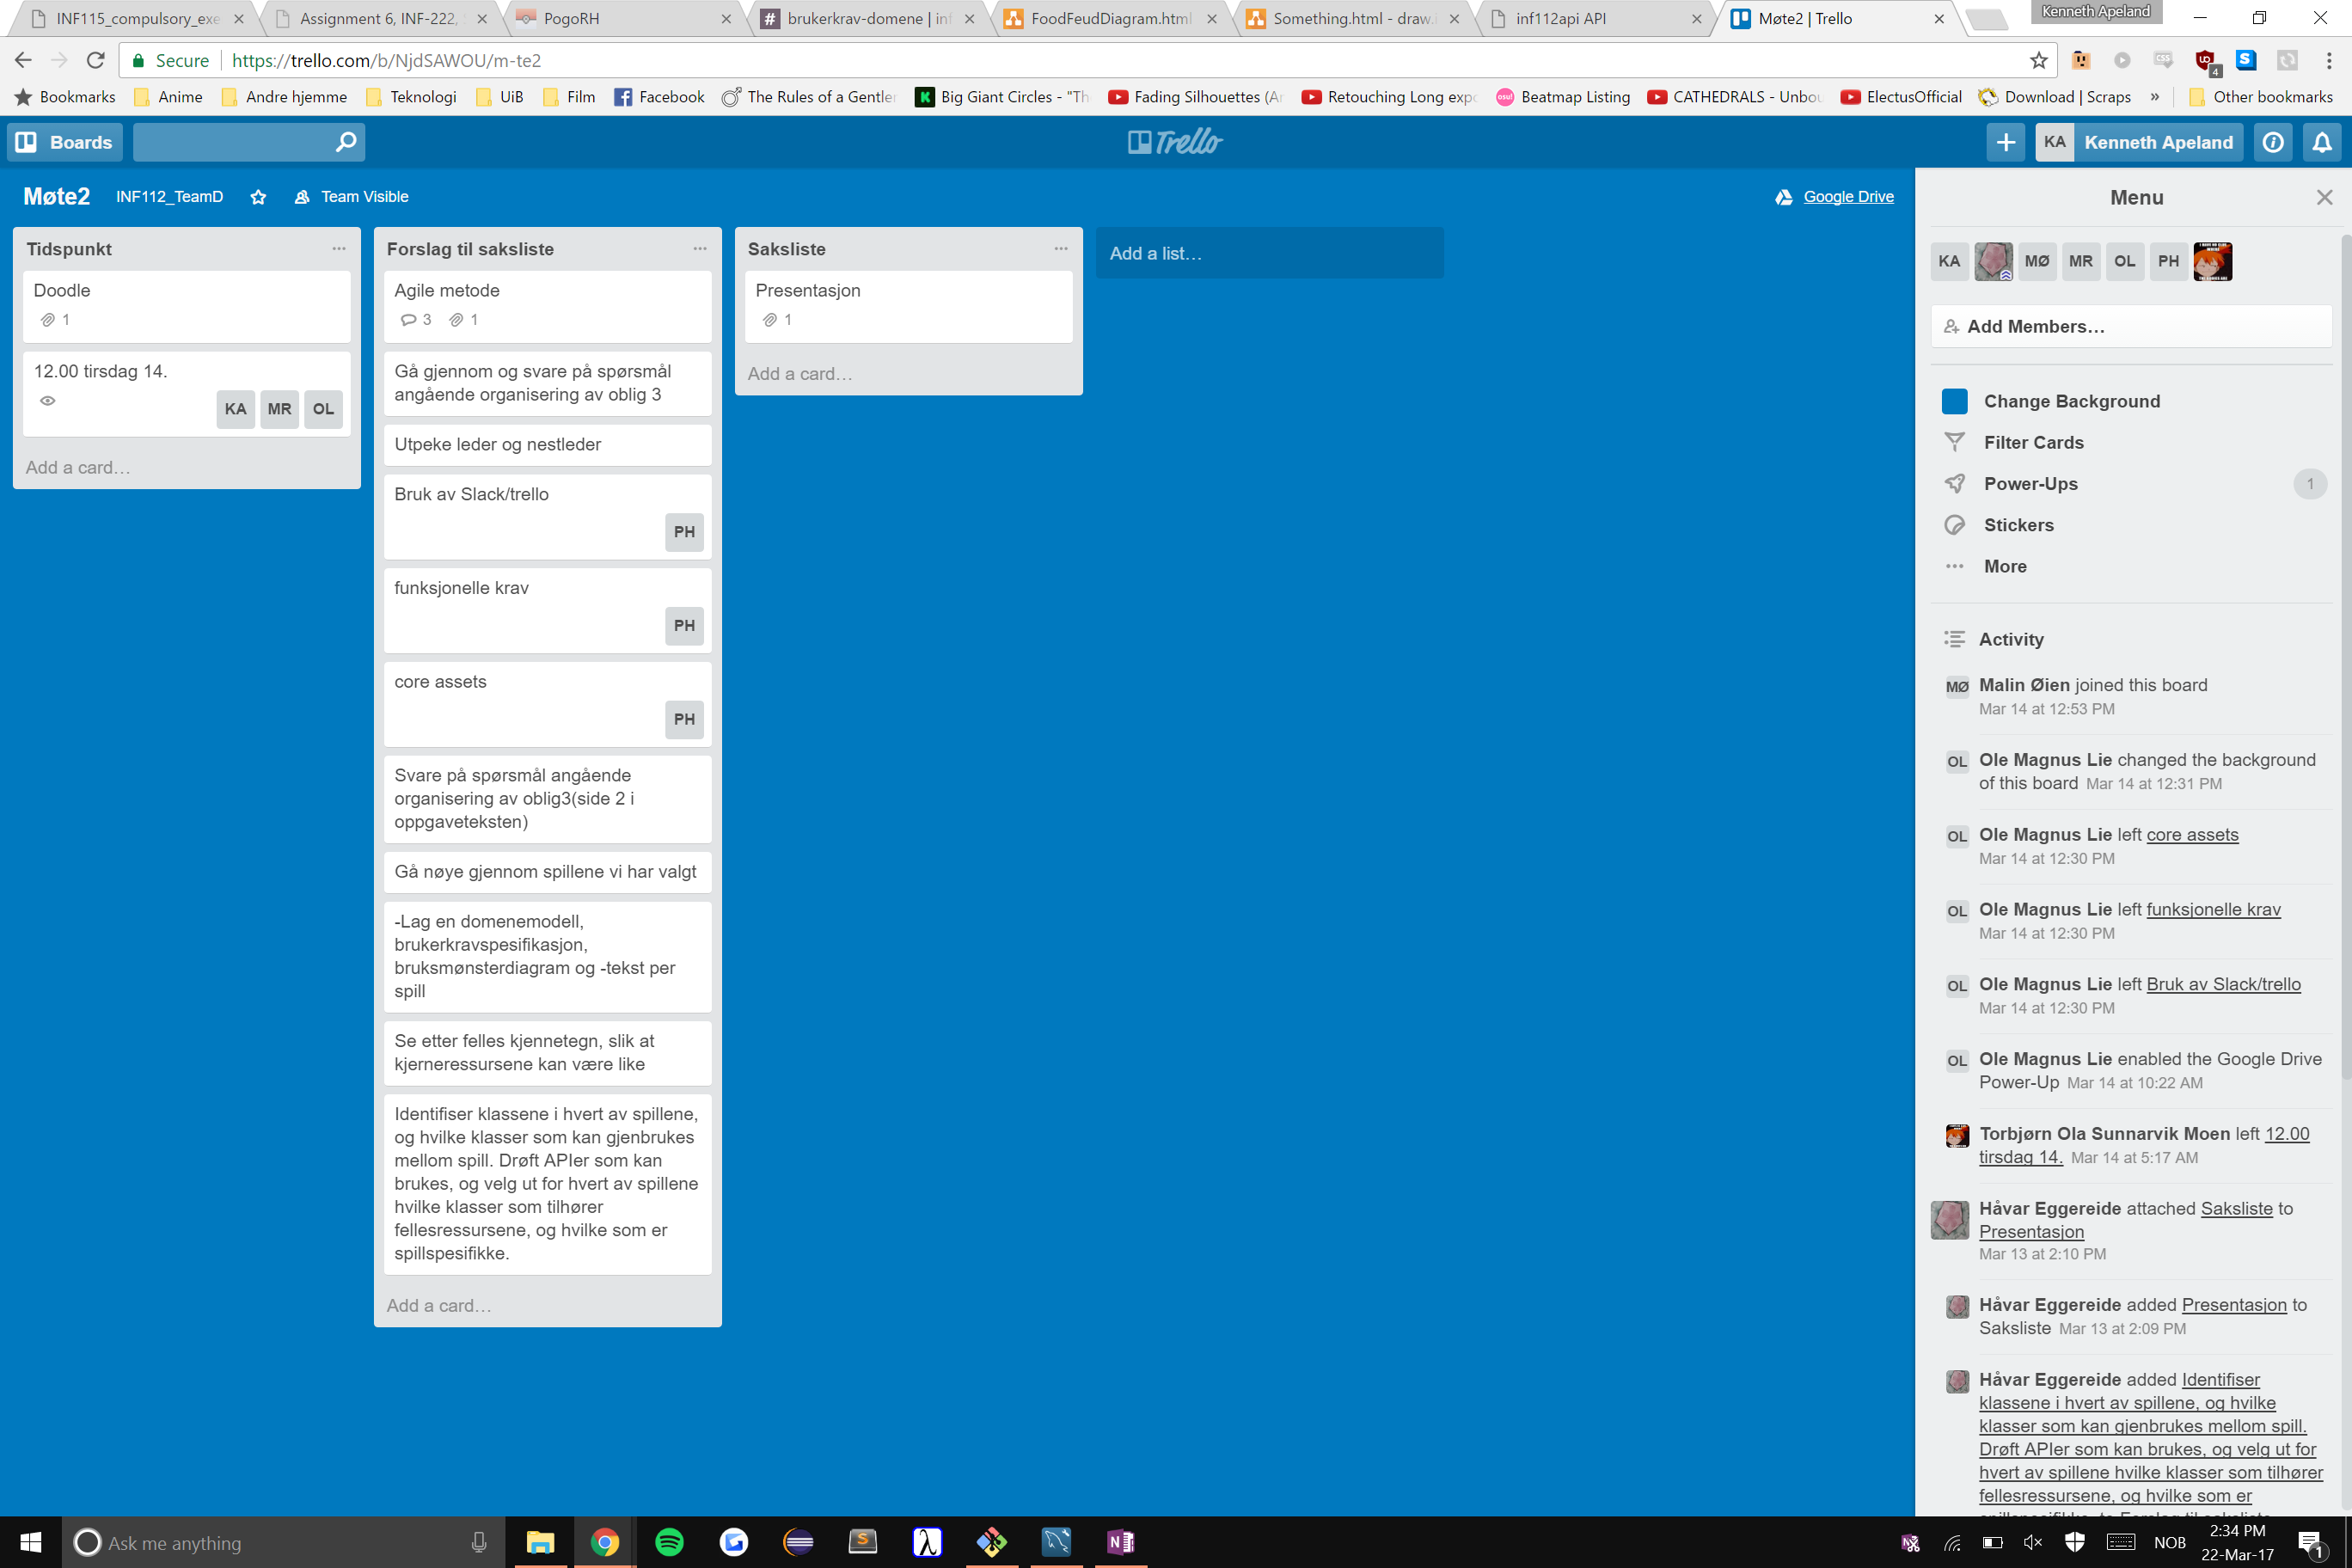 Kenneth Apeland
INF115_compulsory_exe
Assignment 6, INF-222,
PogoRH
brukerkrav-domene | inf
FoodFeudDiagram.html
Something.html - draw.i
inf112api API
Møte2 | Trello
Secure
https://trello.com/b/NjdSAWOU/m-te2
4
Bookmarks
Anime
Andre hjemme
Teknologi
UiB
Film
Facebook
The Rules of a Gentler
Big Giant Circles - "Th
Fading Silhouettes (Ar
Retouching Long expo
Beatmap Listing
CATHEDRALS - Unbou
ElectusOfficial
Download | Scraps
»
Other bookmarks
Boards
Trello
KA
Kenneth Apeland
Møte2
INF112_TeamD
Team Visible
Google Drive
Tidspunkt
Doodle
1
12.00 tirsdag 14.
KA MR OL
Add a card…
Forslag til saksliste
Agile metode
3 1
Gå gjennom og svare på spørsmål
angående organisering av oblig 3
Utpeke leder og nestleder
Bruk av Slack/trello
PH
funksjonelle krav
PH
core assets
PH
Svare på spørsmål angående
organisering av oblig3(side 2 i
oppgaveteksten)
Gå nøye gjennom spillene vi har valgt
-Lag en domenemodell,
brukerkravspesifikasjon,
bruksmønsterdiagram og -tekst per
spill
Se etter felles kjennetegn, slik at
kjerneressursene kan være like
Identifiser klassene i hvert av spillene,
og hvilke klasser som kan gjenbrukes
mellom spill. Drøft APIer som kan
brukes, og velg ut for hvert av spillene
hvilke klasser som tilhører
fellesressursene, og hvilke som er
spillspesifikke.
Add a card…
Saksliste
Presentasjon
1
Add a card…
Add a list…
Menu
KA MØ MR OL PH
Add Members…
Change Background
Filter Cards
Power-Ups 1
Stickers
More
Activity
MØ Malin Øien joined this board
Mar 14 at 12:53 PM
OL Ole Magnus Lie changed the background
of this board Mar 14 at 12:31 PM
OL Ole Magnus Lie left core assets
Mar 14 at 12:30 PM
OL Ole Magnus Lie left funksjonelle krav
Mar 14 at 12:30 PM
OL Ole Magnus Lie left Bruk av Slack/trello
Mar 14 at 12:30 PM
OL Ole Magnus Lie enabled the Google Drive
Power-Up Mar 14 at 10:22 AM
Torbjørn Ola Sunnarvik Moen left 12.00
tirsdag 14. Mar 14 at 5:17 AM
Håvar Eggereide attached Saksliste to
Presentasjon
Mar 13 at 2:10 PM
Håvar Eggereide added Presentasjon to
Saksliste Mar 13 at 2:09 PM
Håvar Eggereide added Identifiser
klassene i hvert av spillene, og hvilke
klasser som kan gjenbrukes mellom spill.
Drøft APIer som kan brukes, og velg ut for
hvert av spillene hvilke klasser som tilhører
fellesressursene, og hvilke som er
spillspesifikke. to Forslag til saksliste
Ask me anything
NOB
2:34 PM
22-Mar-17
1